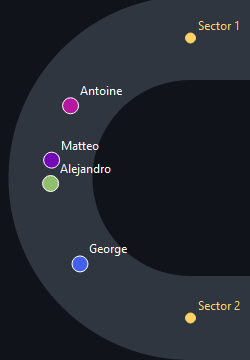 Sector 1
Antoine
Matteo
Alejandro
George
Sector 2